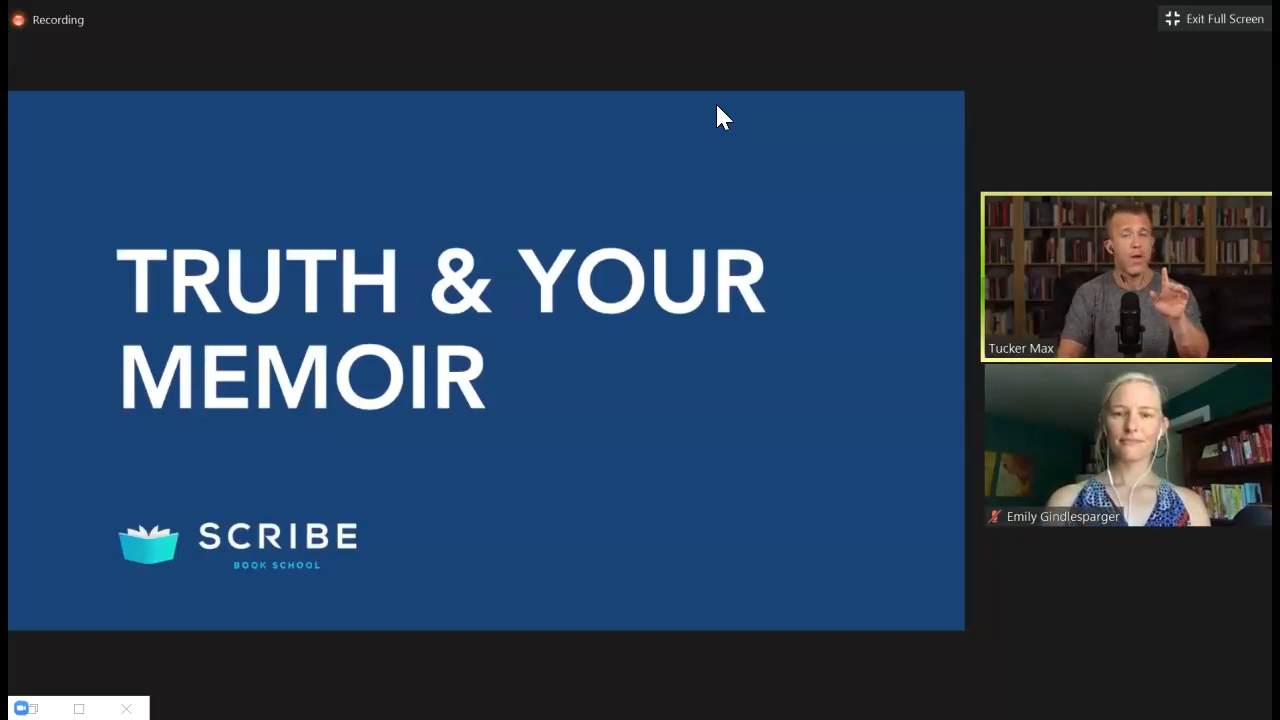 Recording
Exit Full Screen
TRUTH & YOUR
MEMOIR
SCRIBE
BOOK SCHOOL
Tucker Max
Emily Gindlesparger